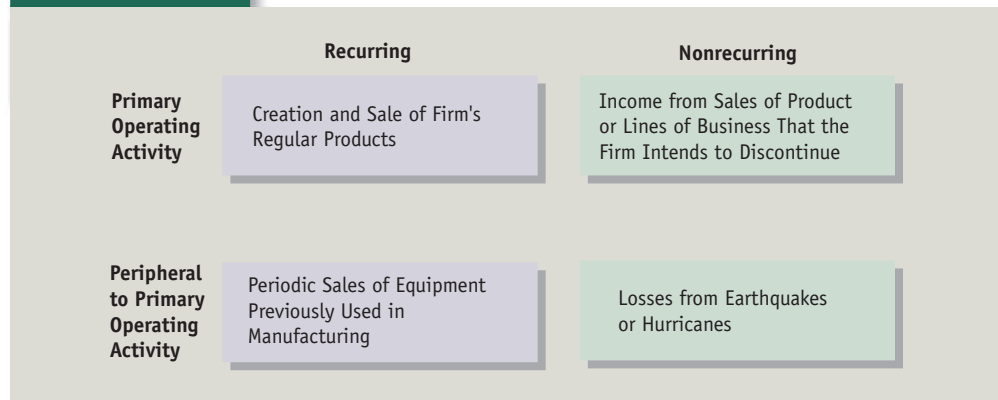 Recurring
Nonrecurring
Primary
Operating
Activity
Creation and Sale of Firm's
Regular Products
Income from Sales of Product
or Lines of Business That the
Firm Intends to Discontinue
Peripheral
to Primary
Operating
Activity
Periodic Sales of Equipment
Previously Used in
Manufacturing
Losses from Earthquakes
or Hurricanes